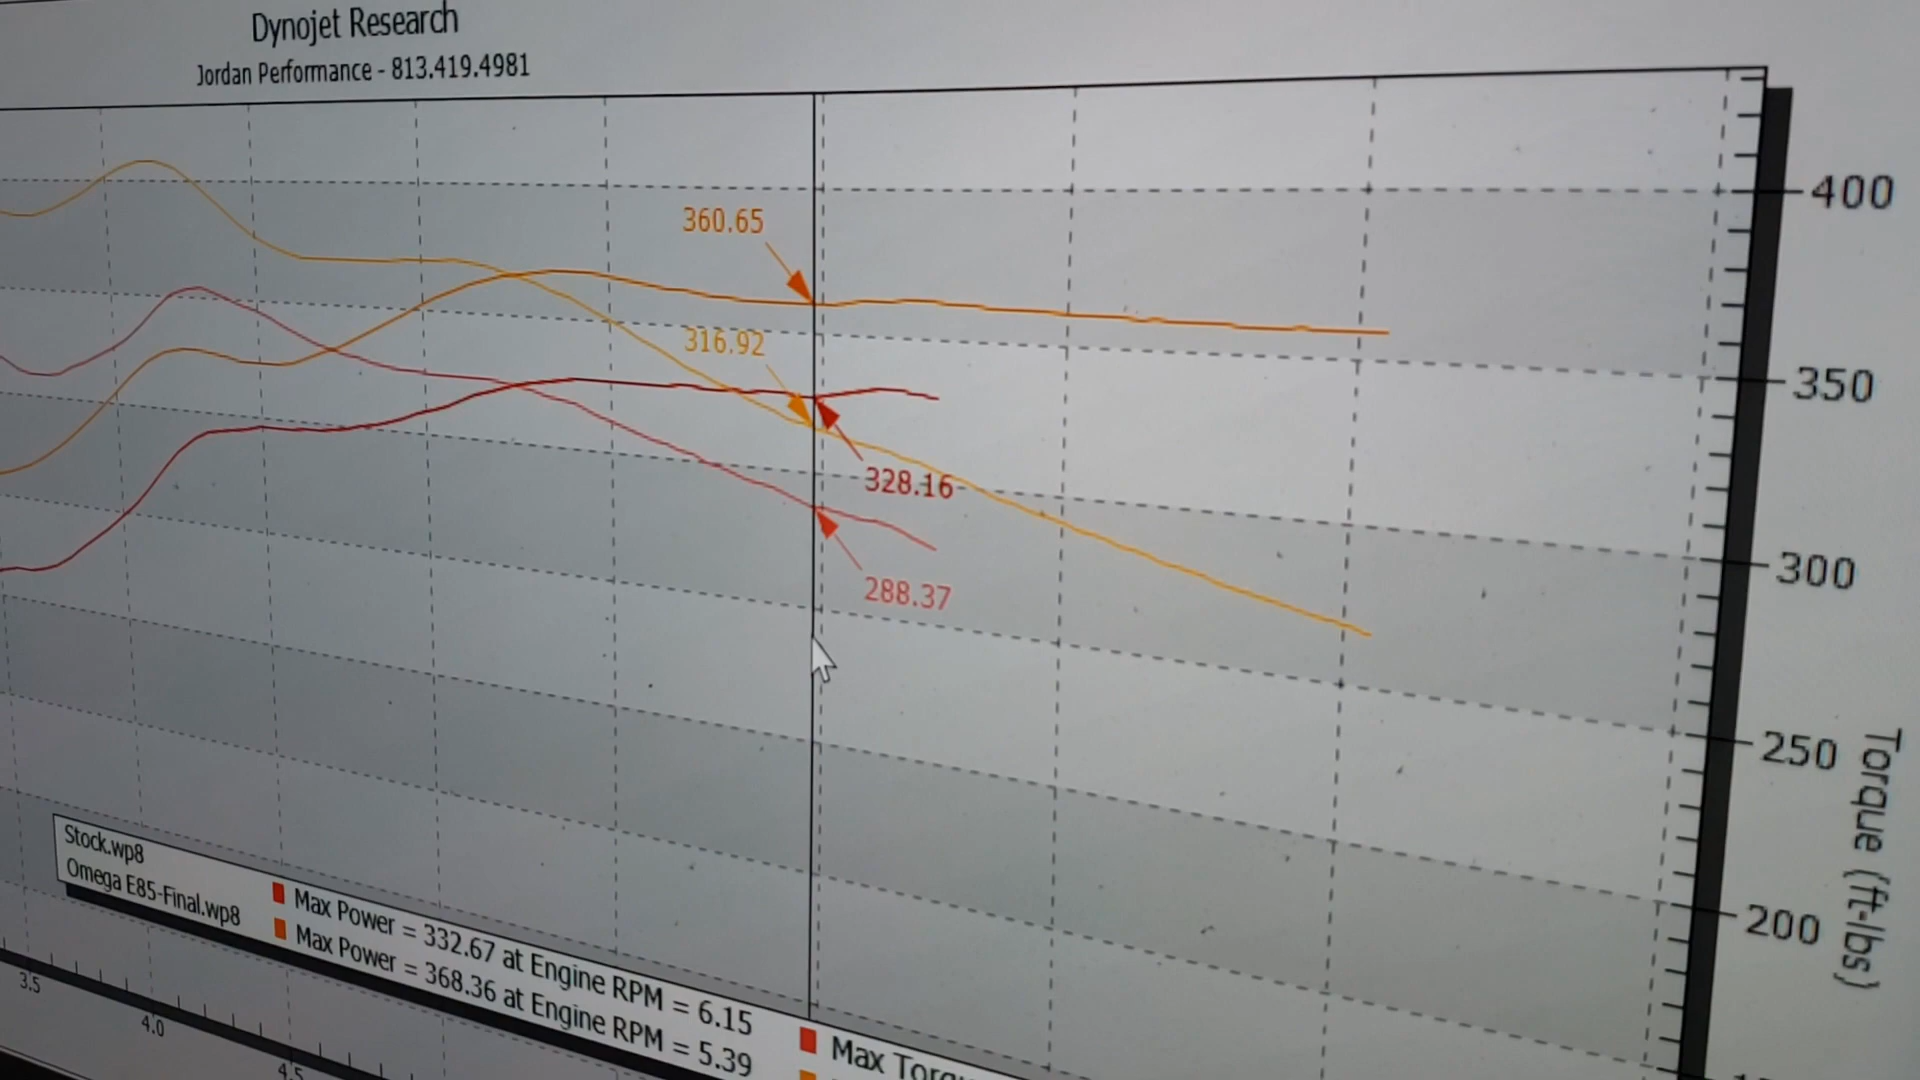 Dynojet Research
Jordan Performance - 813.419.4981
360.65
316.92
328.16
288.37
400
350
300
250
200
Torque (ft-lbs)
Stock.wp8
Omega E85-Final.wp8
Max Power = 332.67 at Engine RPM = 6.15
Max Power = 368.36 at Engine RPM = 5.39
Max
3.5
4.0
4.5